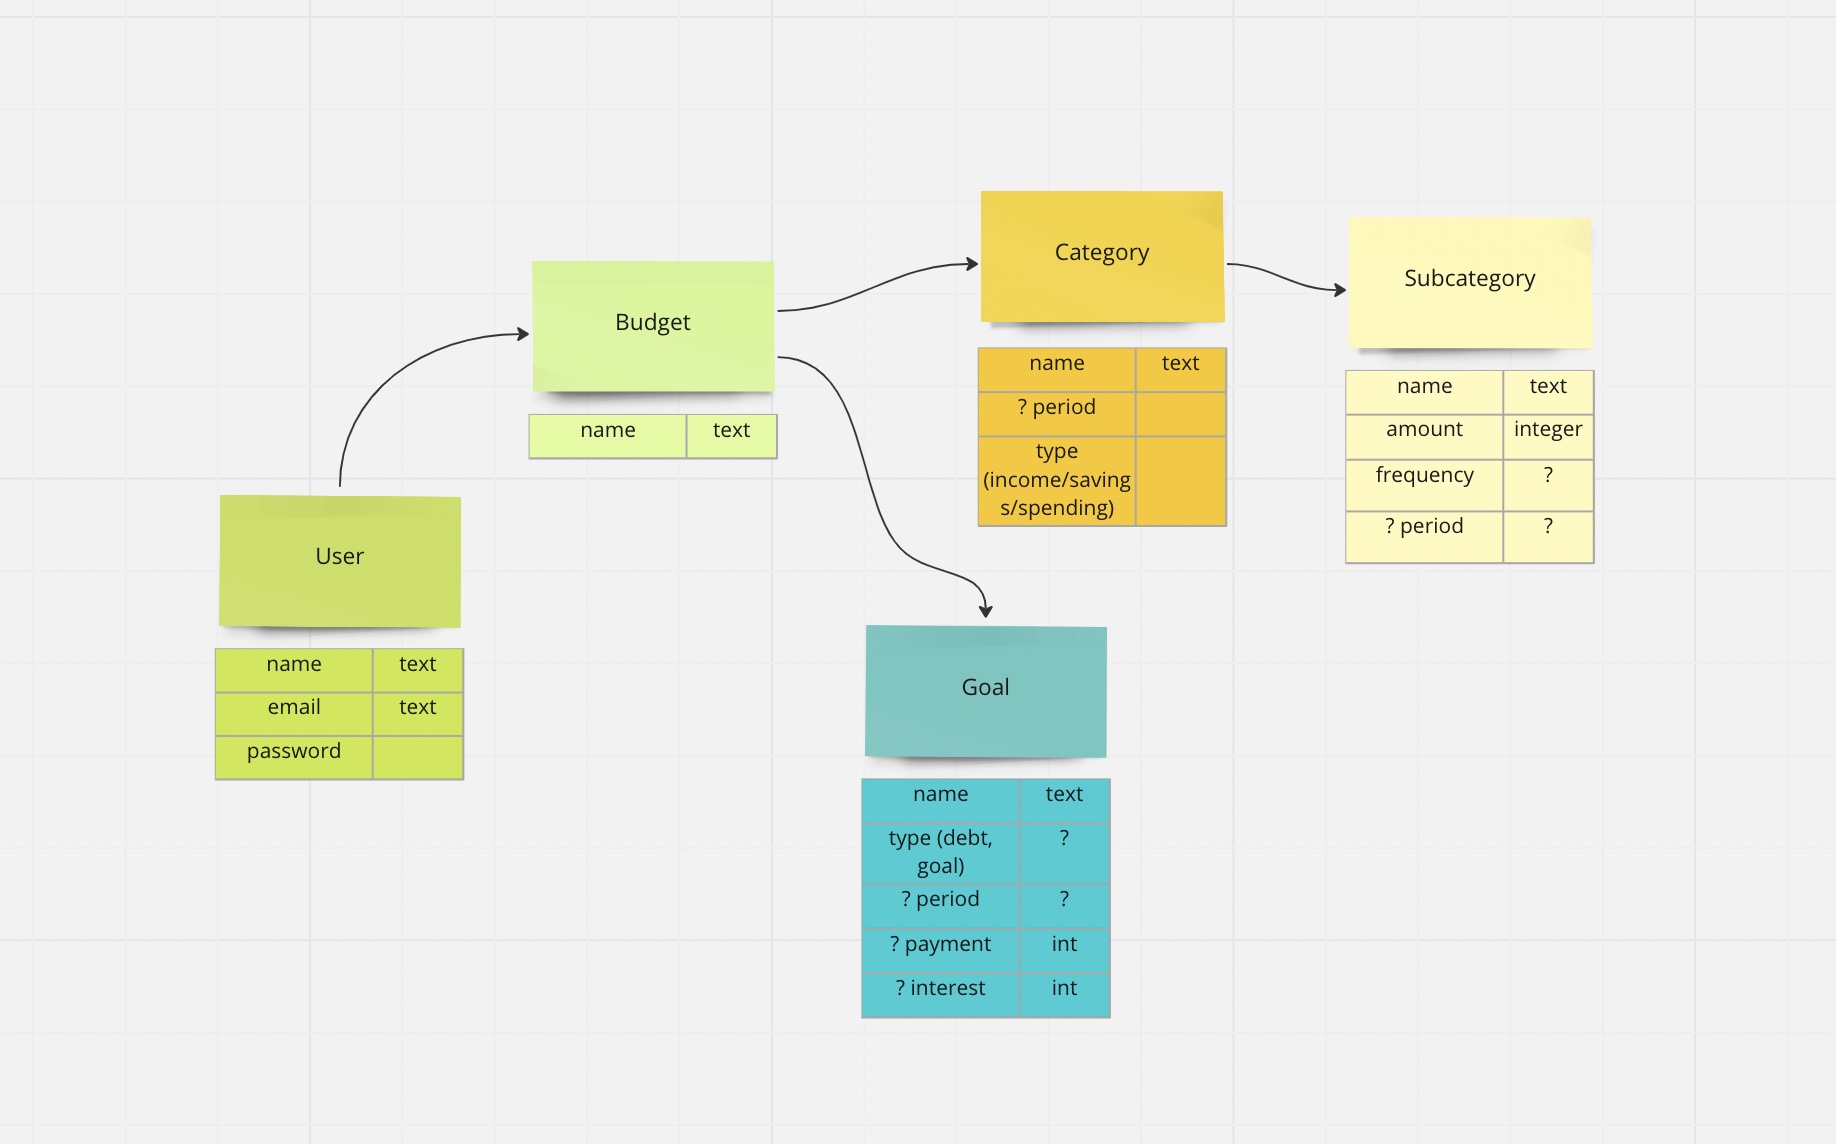 User
name text
email text
password
Budget
name text
Category
name text
? period
type
(income/saving
s/spending)
Subcategory
name text
amount integer
frequency ?
? period ?
Goal
name text
type (debt, ?
goal)
? period ?
? payment int
? interest int